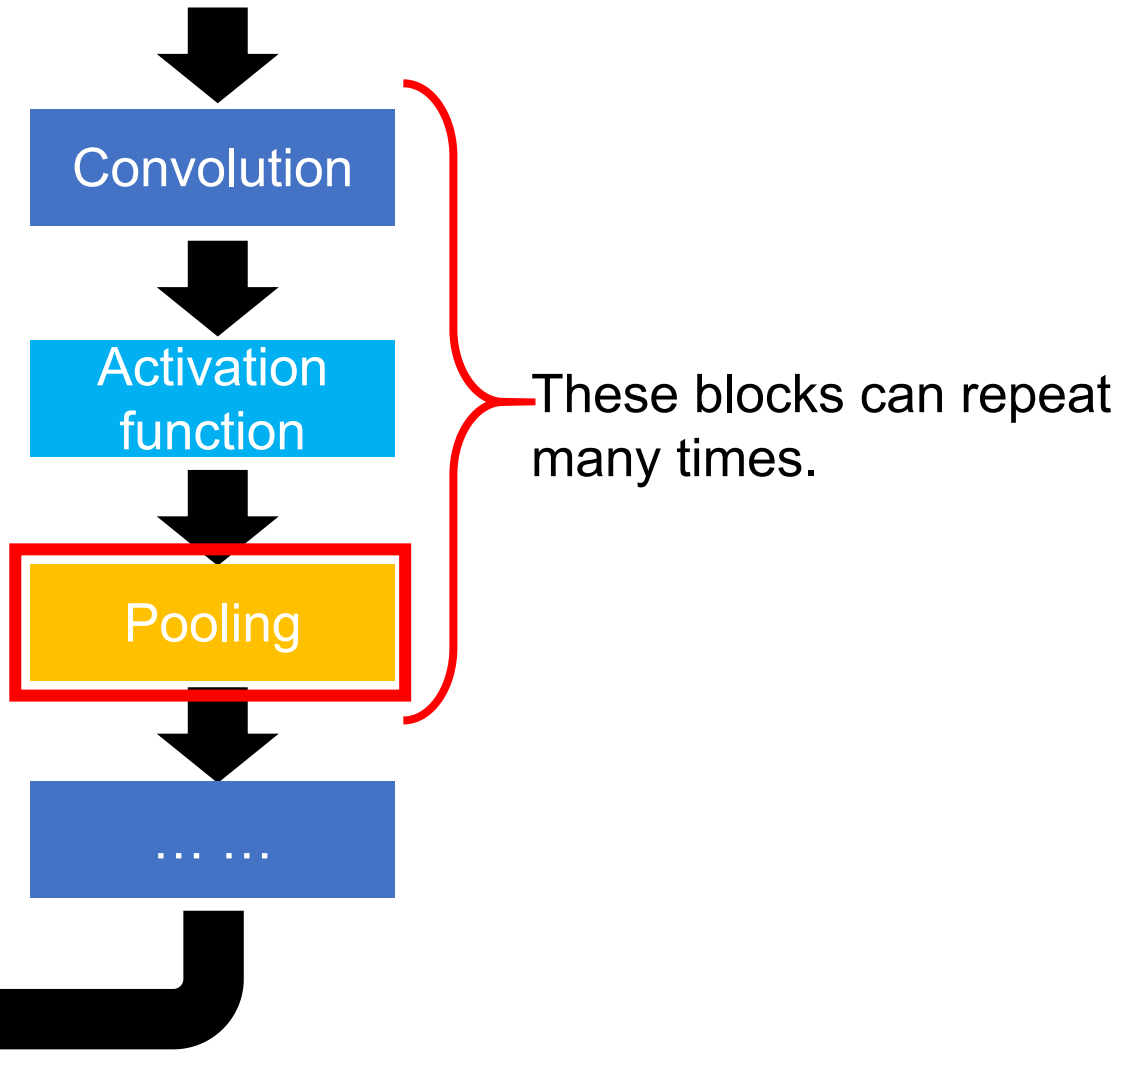 Convolution
Activation
function
These blocks can repeat
many times.
Pooling
... ...